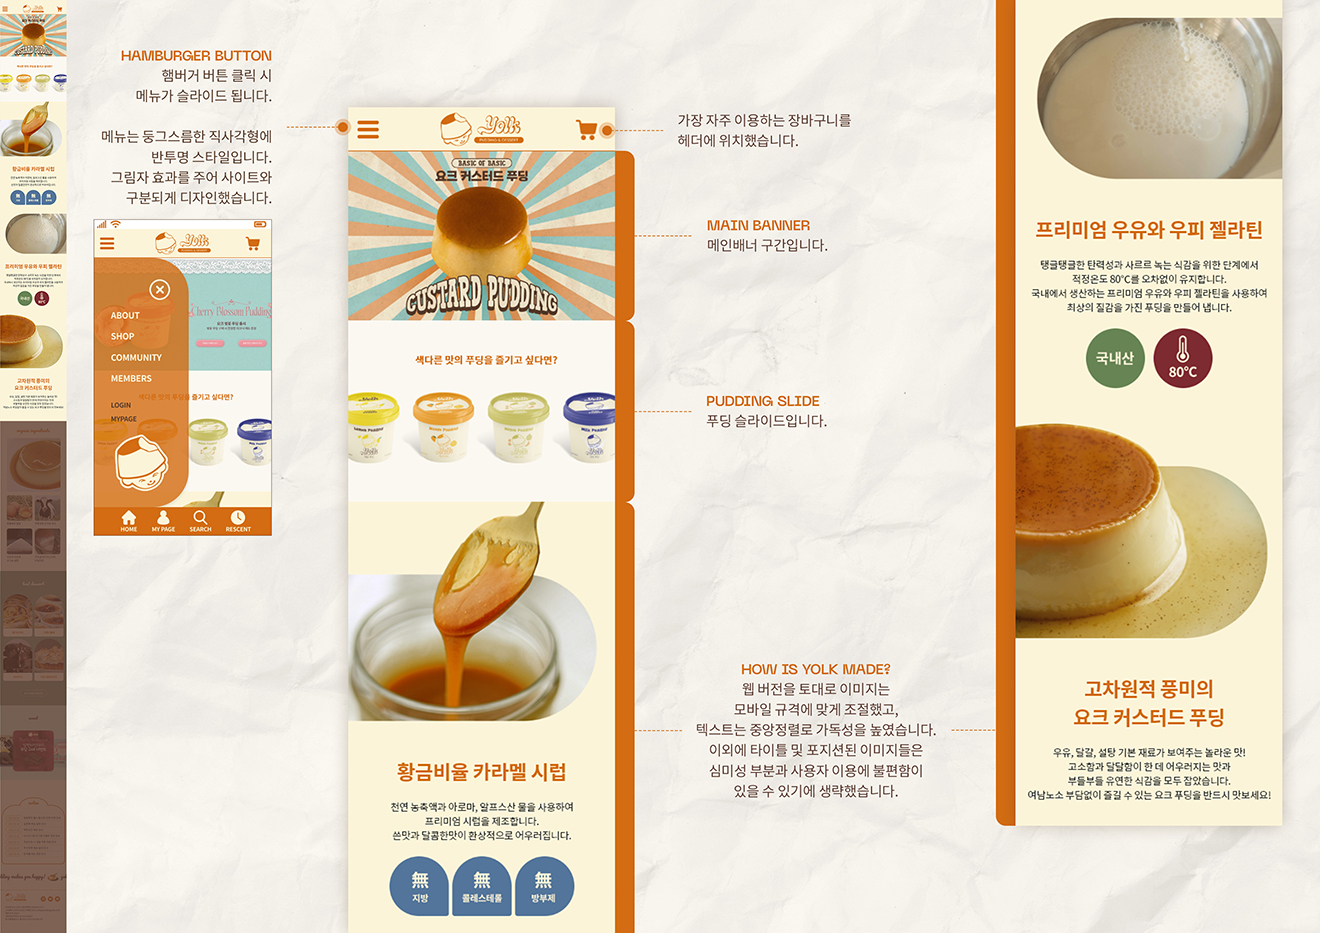 HAMBURGER BUTTON
햄버거 버튼 클릭 시
메뉴가 슬라이드 됩니다.
메뉴는 둥그스름한 직사각형에
반투명 스타일입니다.
그림자 효과를 주어 사이트와
구분되게 디자인했습니다.
Yolk
Cherry Blossom Pudding
ABOUT
SHOP
COMMUNITY
MEMBERS
LOGIN
MYPAGE
색다른 맛의 푸딩을 즐기고 싶다면?
HOME
MY PAGE
SEARCH
RESCENT
Yolk
PUDDING & DESSERT
BASIC OF BASIC
요크 커스터드 푸딩
CUSTARD PUDDING
색다른 맛의 푸딩을 즐기고 싶다면?
황금비율 카라멜 시럽
천연 농축액과 아로마, 알프스산 물을 사용하여
프리미엄 시럽을 제조합니다.
쓴맛과 달콤한맛이 환상적으로 어우러집니다.
無
지방
無
콜레스테롤
無
방부제
가장 자주 이용하는 장바구니를
헤더에 위치했습니다.
MAIN BANNER
메인배너 구간입니다.
PUDDING SLIDE
푸딩 슬라이드입니다.
HOW IS YOLK MADE?
웹 버전을 토대로 이미지는
모바일 규격에 맞게 조절했고,
텍스트는 중앙정렬로 가독성을 높였습니다.
이외에 타이틀 및 포지션된 이미지들은
심미성 부분과 사용자 이용에 불편함이
있을 수 있기에 생략했습니다.
프리미엄 우유와 우피 젤라틴
탱글탱글한 탄력성과 사르르 녹는 식감을 위한 단계에서
적정온도 80℃를 오차없이 유지합니다.
국내에서 생산하는 프리미엄 우유와 우피 젤라틴을 사용하여
최상의 질감을 가진 푸딩을 만들어 냅니다.
국내산
80℃
고차원적 풍미의
요크 커스터드 푸딩
우유, 달걀, 설탕 기본 재료가 보여주는 놀라운 맛!
고소함과 달달함이 한 데 어우러지는 맛과
부들부들 유연한 식감을 모두 잡았습니다.
여남노소 부담없이 즐길 수 있는 요크 푸딩을 반드시 맛보세요!